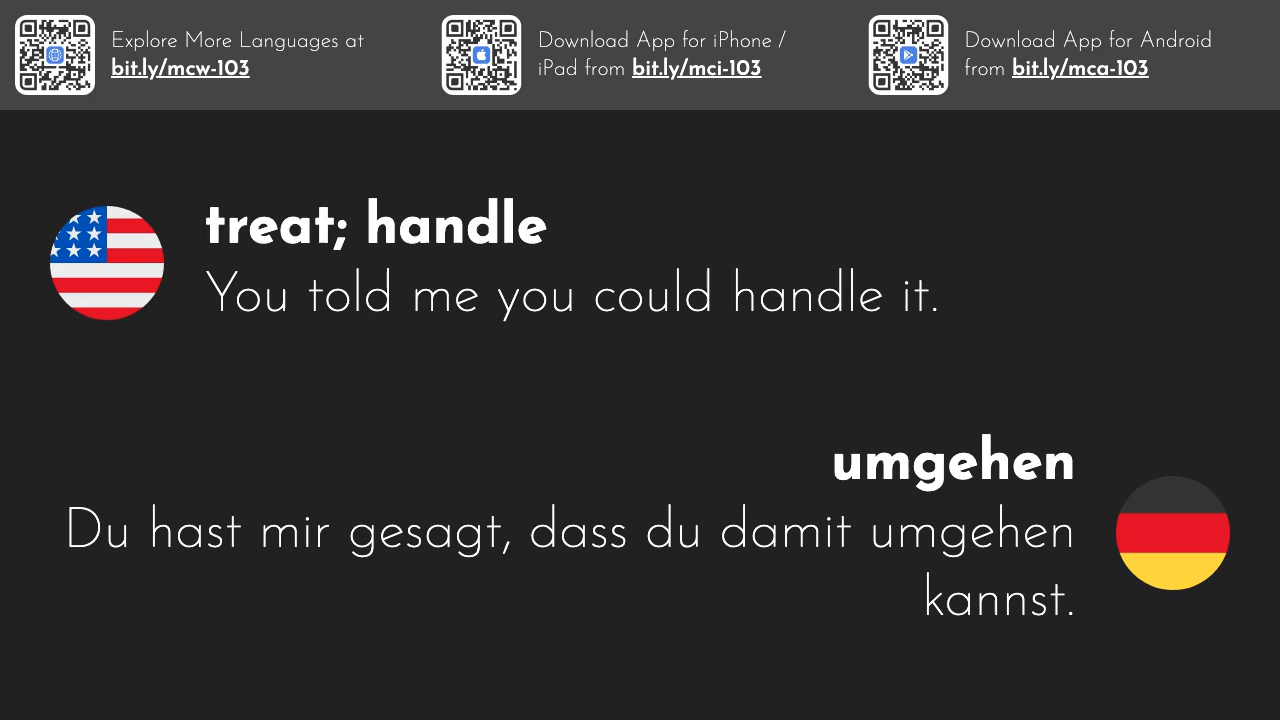 Explore More Languages at
bit.ly/mcw-103
Download App for iPhone /
iPad from bit.ly/mci-103
Download App for Android
from bit.ly/mca-103
treat; handle
You told me you could handle it.
umgehen
Du hast mir gesagt, dass du damit umgehen
kannst.